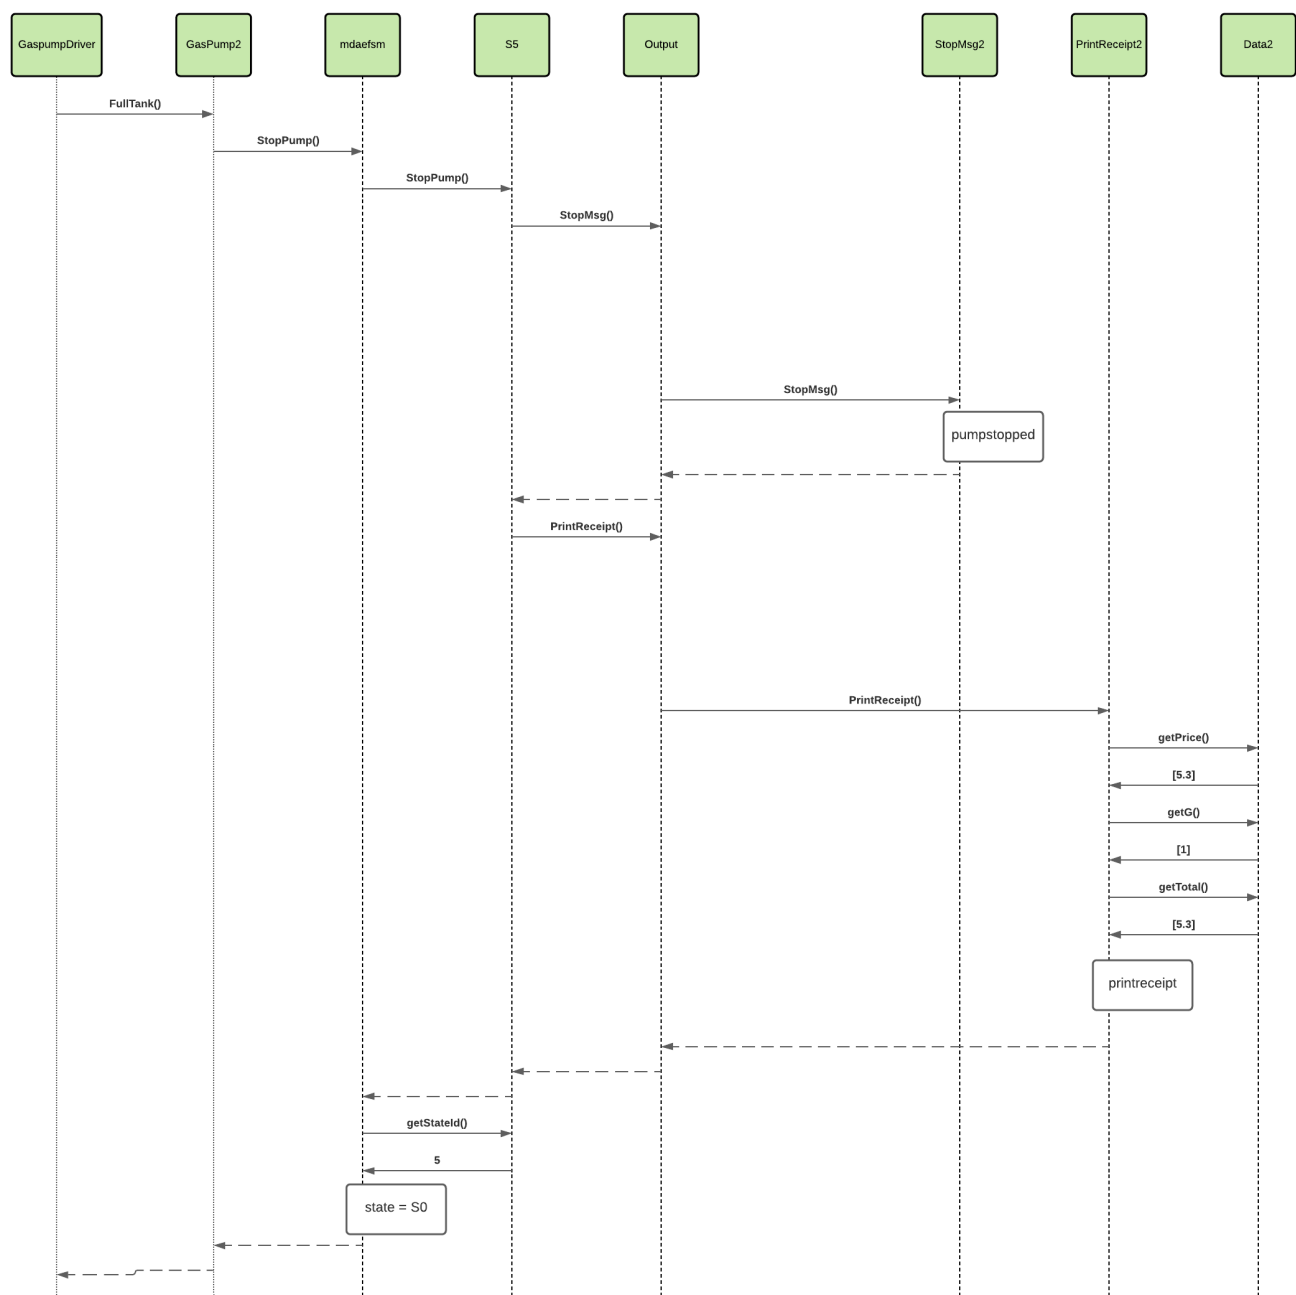 GaspumpDriver
GasPump2
mdaefsm
S5
Output
StopMsg2
PrintReceipt2
Data2
FullTank()
StopPump()
StopPump()
StopMsg()
StopMsg()
pumpstopped
PrintReceipt()
PrintReceipt()
getPrice()
[5.3]
getG()
[1]
getTotal()
[5.3]
printreceipt
getStateId()
5
state = S0